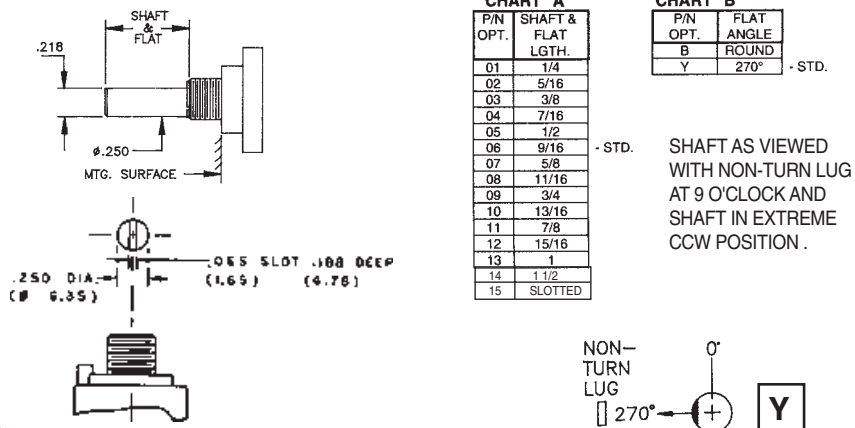 SHAFT
&
FLAT
.218
ø.250
MTG. SURFACE
.250 DIA.
(Ø 6.35)
.065 SLOT .188 DEEP
(1.65) (4.78)
CHART A
P/N OPT. SHAFT & FLAT LGTH.
01 1/4
02 5/16
03 3/8
04 7/16
05 1/2
06 9/16 - STD.
07 5/8
08 11/16
09 3/4
10 13/16
11 7/8
12 15/16
13 1
14 1 1/2
15 SLOTTED
CHART B
P/N OPT. FLAT ANGLE
B ROUND
Y 270° - STD.
SHAFT AS VIEWED
WITH NON-TURN LUG
AT 9 O'CLOCK AND
SHAFT IN EXTREME
CCW POSITION .
NON-
TURN
LUG
0°
270°
Y